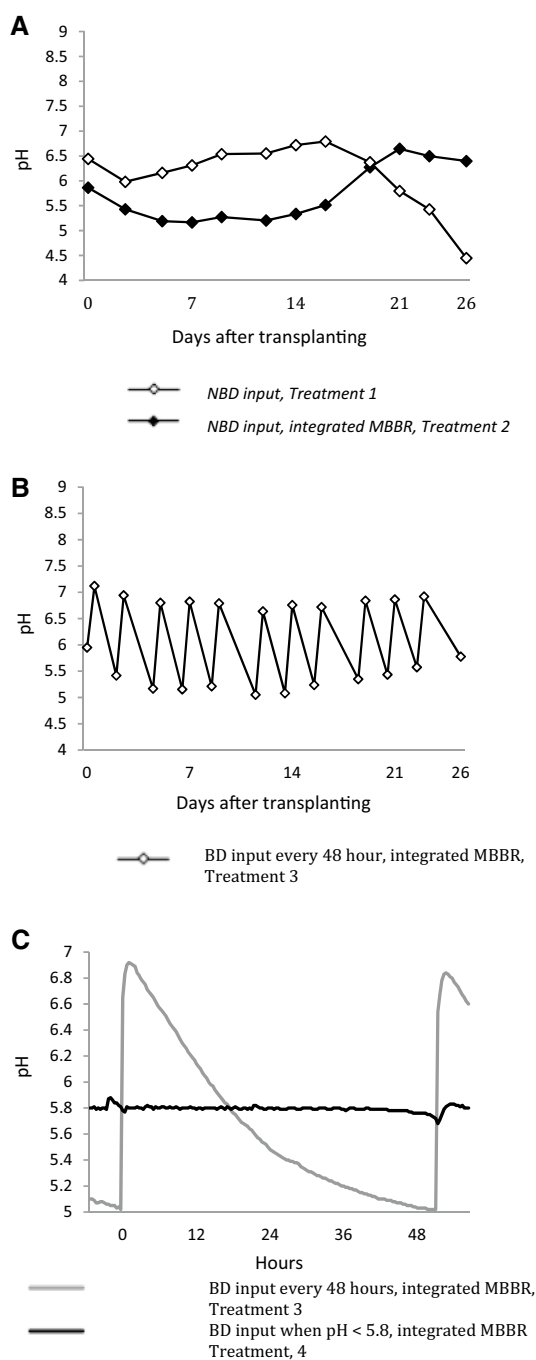 A
9
8.5
8
7.5
7
6.5
6
5.5
5
4.5
4
pH
0 7 14 21 26
Days after transplanting
NBD input, Treatment 1
NBD input, integrated MBBR, Treatment 2
B
9
8.5
8
7.5
7
6.5
6
5.5
5
4.5
4
pH
0 7 14 21 26
Days after transplanting
BD input every 48 hour, integrated MBBR,
Treatment 3
C
7
6.8
6.6
6.4
6.2
6
5.8
5.6
5.4
5.2
5
pH
0 12 24 36 48
Hours
BD input every 48 hours, integrated MBBR,
Treatment 3
BD input when pH < 5.8, integrated MBBR
Treatment, 4